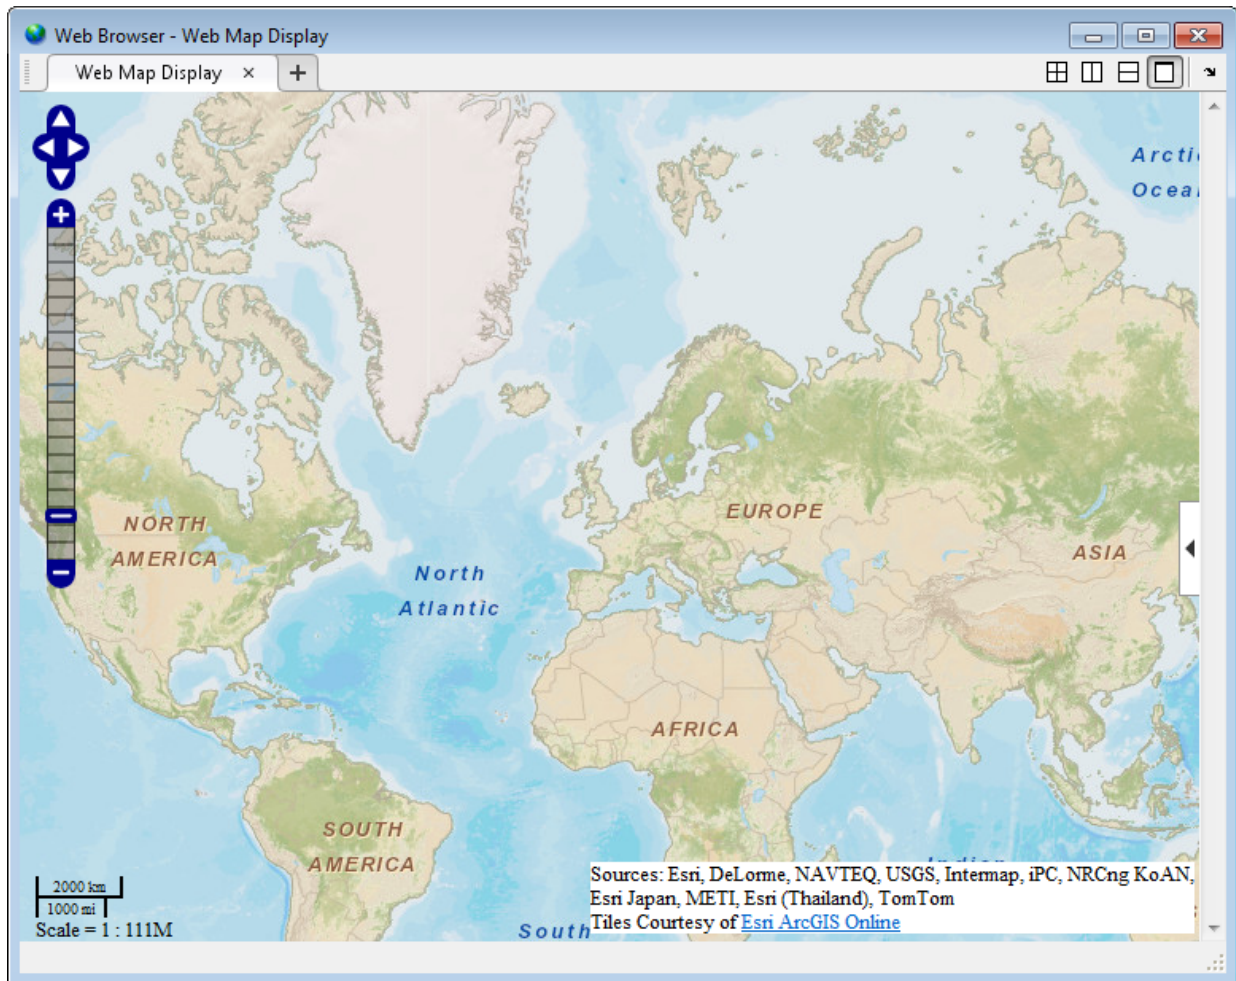 Web Browser - Web Map Display
Web Map Display
Arcti
Ocea
NORTH
AMERICA
EUROPE
ASIA
North
Atlantic
AFRICA
SOUTH
AMERICA
Indian
2000 km
1000 mi
Scale = 1 : 111M
South
Sources: Esri, DeLorme, NAVTEQ, USGS, Intermap, iPC, NRCng KoAN,
Esri Japan, METI, Esri (Thailand), TomTom
Tiles Courtesy of Esri ArcGIS Online